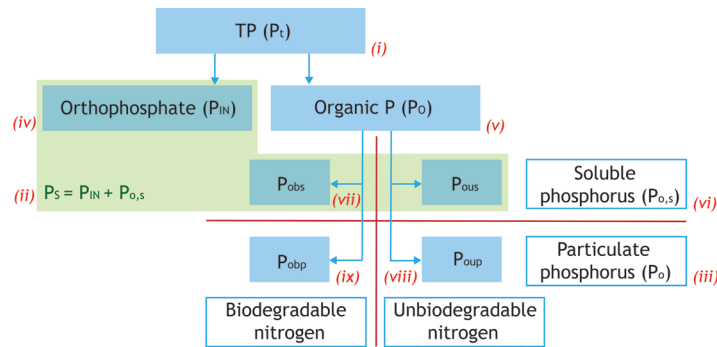 TP (Pt)
(i)
Orthophosphate (PIN)
Organic P (PO)
(iv)
(v)
Pobs
Pous
Soluble
phosphorus (Po,s)
(ii)
PS = PIN + Po,s
(vii)
(vi)
Pobp
Poup
Particulate
phosphorus (Po)
(ix)
(viii)
(iii)
Biodegradable
nitrogen
Unbiodegradable
nitrogen